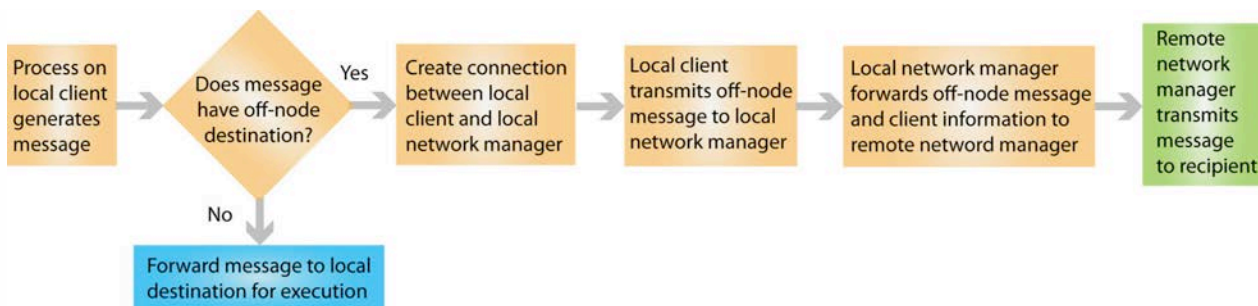 Process on
local client
generates
message
Does message
have off-node
destination?
Yes
No
Forward message to local
destination for execution
Create connection
between local
client and local
network manager
Local client
transmits off-node
message to local
network manager
Local network manager
forwards off-node message
and client information to
remote netword manager
Remote
network
manager
transmits
message
to recipient